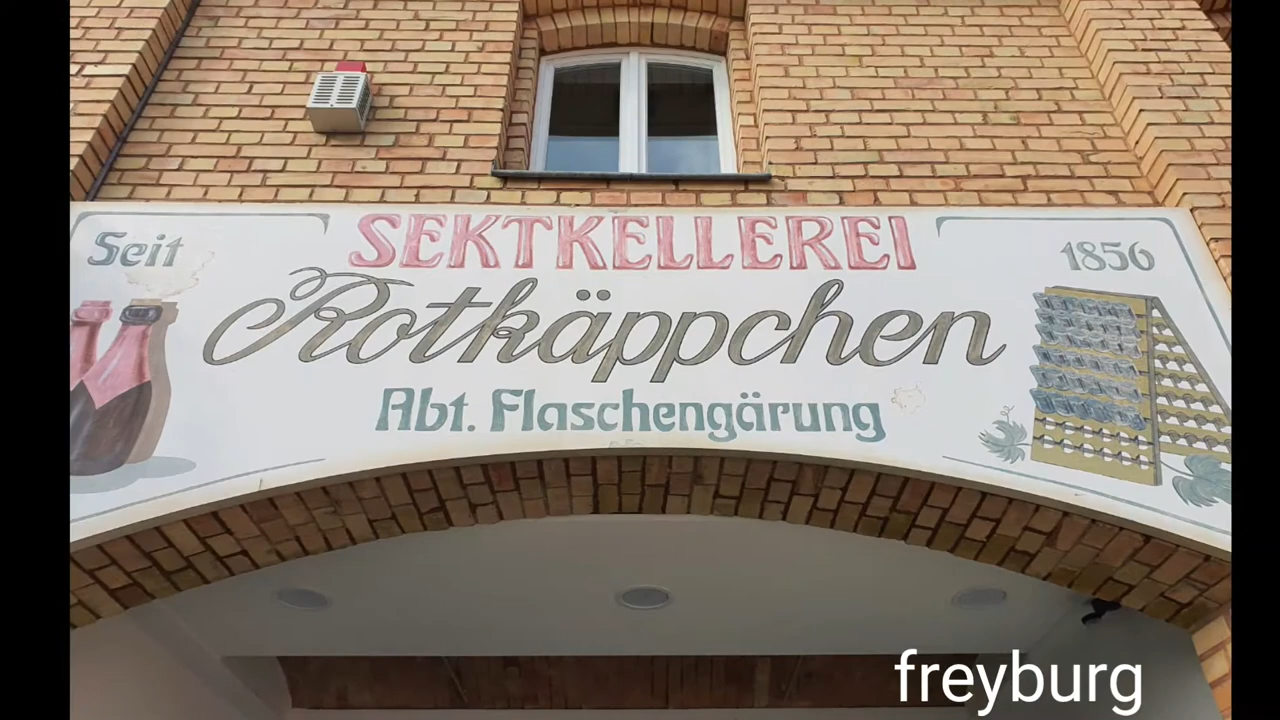 Seit
SEKTKELLEREI
1856
Rotkäppchen
Abt. Flaschengärung
freyburg